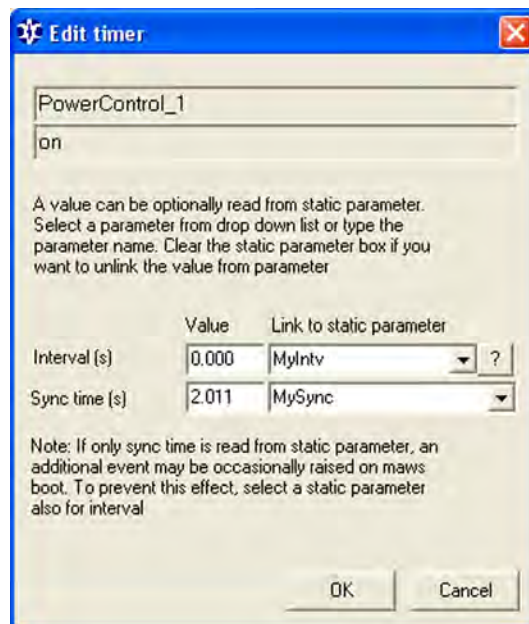 Edit timer
PowerControl_1
on
A value can be optionally read from static parameter.
Select a parameter from drop down list or type the
parameter name. Clear the static parameter box if you
want to unlink the value from parameter
Value Link to static parameter
Interval (s) 0.000 MyIntv ?
Sync time (s) 2.011 MySync
Note: If only sync time is read from static parameter, an
additional event may be occasionally raised on maws
boot. To prevent this effect, select a static parameter
also for interval
OK Cancel